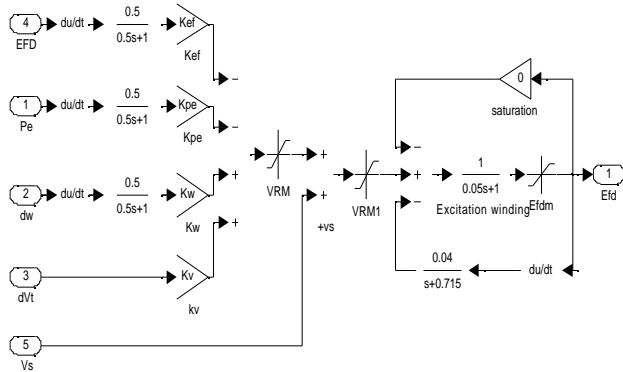 4
EFD
du/dt
0.5
0.5s+1
Kef
Kef
−
1
Pe
du/dt
0.5
0.5s+1
Kpe
Kpe
−
2
dw
du/dt
0.5
0.5s+1
Kw
Kw
+
3
dVt
Kv
kv
+
5
Vs
VRM
+
+
+vs
VRM1
0
saturation
−
+
−
1
0.05s+1
Excitation winding
Efdm
1
Efd
0.04
s+0.715
du/dt